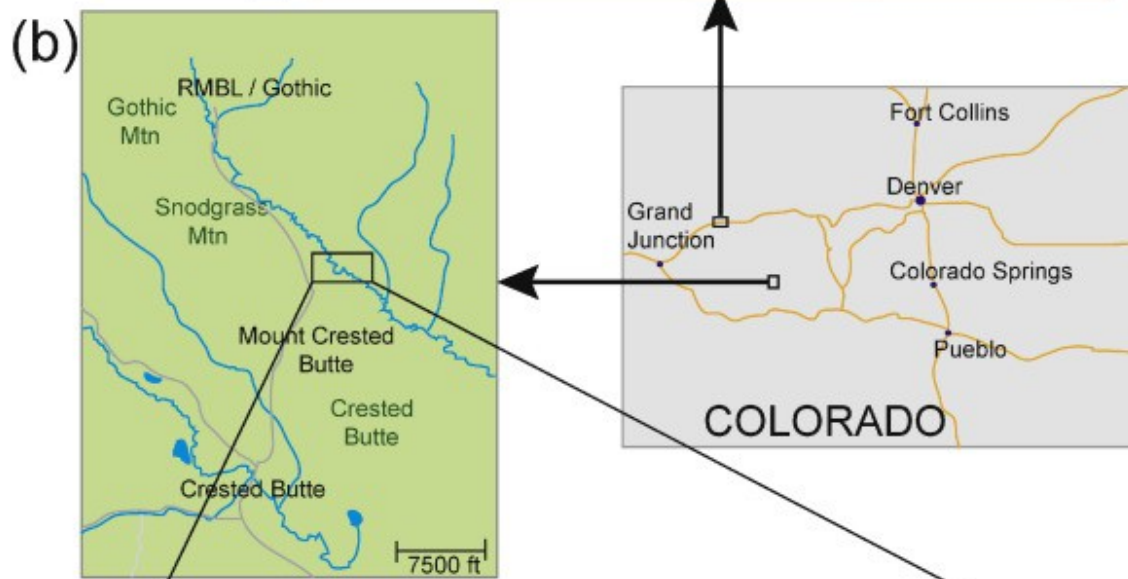 (b)
RMBL / Gothic
Gothic
Mtn
Snodgrass
Mtn
Mount Crested
Butte
Crested
Butte
Crested Butte
7500 ft
Fort Collins
Denver
Grand
Junction
Colorado Springs
Pueblo
COLORADO